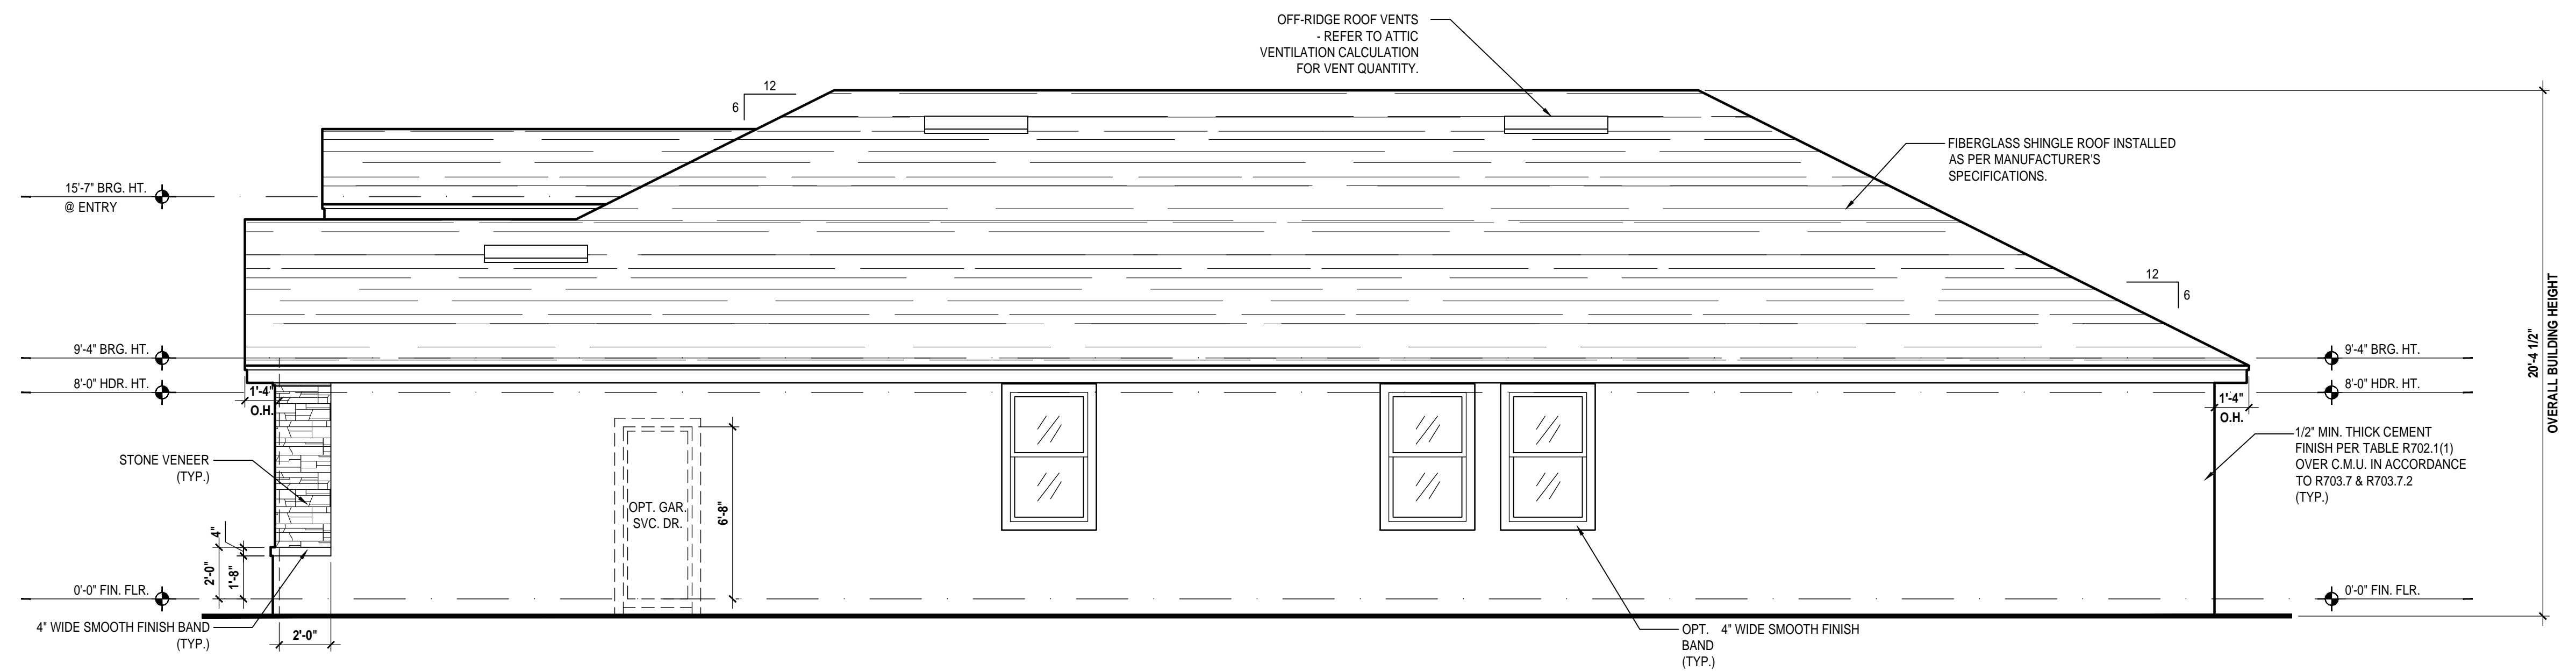 OFF-RIDGE ROOF VENTS
- REFER TO ATTIC
VENTILATION CALCULATION
FOR VENT QUANTITY.
12
6
FIBERGLASS SHINGLE ROOF INSTALLED
AS PER MANUFACTURER'S
SPECIFICATIONS.
15'-7" BRG. HT.
@ ENTRY
12
6
20'-4 1/2"
OVERALL BUILDING HEIGHT
9'-4" BRG. HT.
9'-4" BRG. HT.
8'-0" HDR. HT.
8'-0" HDR. HT.
1'-4"
O.H.
1'-4"
O.H.
1/2" MIN. THICK CEMENT
FINISH PER TABLE R702.1(1)
OVER C.M.U. IN ACCORDANCE
TO R703.7 & R703.7.2
(TYP.)
STONE VENEER
(TYP.)
OPT. GAR.
SVC. DR.
6'-8"
4"
2'-0"
1'-8"
0'-0" FIN. FLR.
0'-0" FIN. FLR.
4" WIDE SMOOTH FINISH BAND
(TYP.)
2'-0"
OPT. 4" WIDE SMOOTH FINISH
BAND
(TYP.)